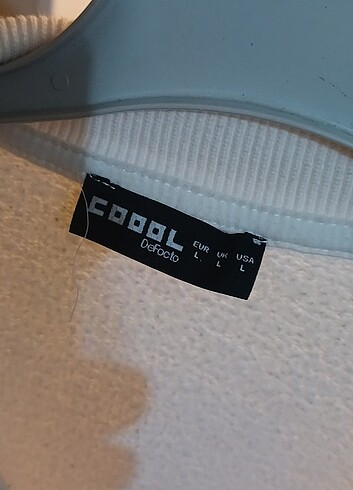 COOOL
DeFacto
EUR UK USA
L L L